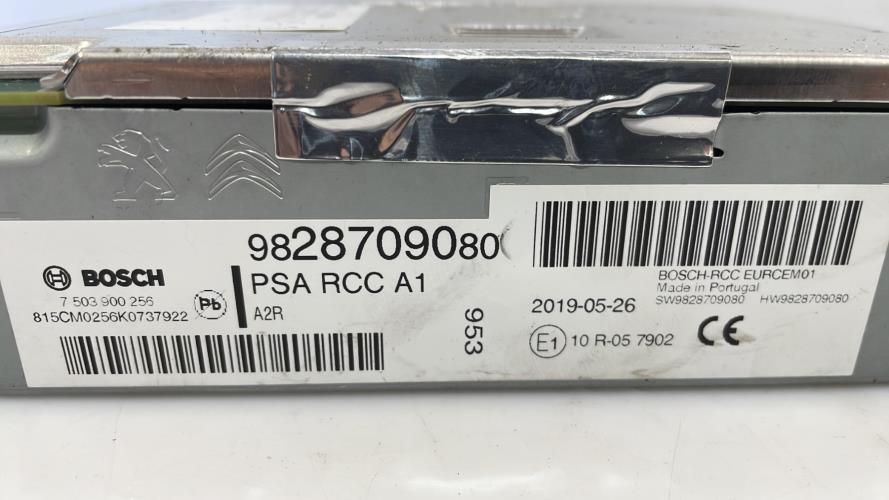 9828709080
BOSCH
PSA RCC A1
7 503 900 256
815CM0256K0737922
Pb
A2R
953
BOSCH-RCC EURCEM01
Made in Portugal
SW9828709080 HW9828709080
2019-05-26
E1 10 R-05 7902 CE